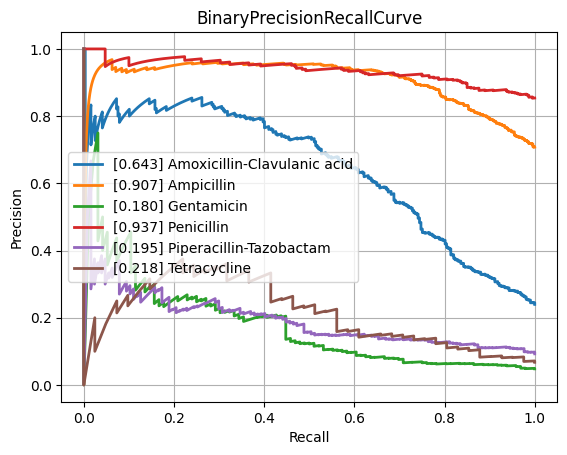 BinaryPrecisionRecallCurve
Precision
1.0
0.8
0.6
0.4
0.2
0.0
[0.643] Amoxicillin-Clavulanic acid
[0.907] Ampicillin
[0.180] Gentamicin
[0.937] Penicillin
[0.195] Piperacillin-Tazobactam
[0.218] Tetracycline
0.0 0.2 0.4 0.6 0.8 1.0
Recall